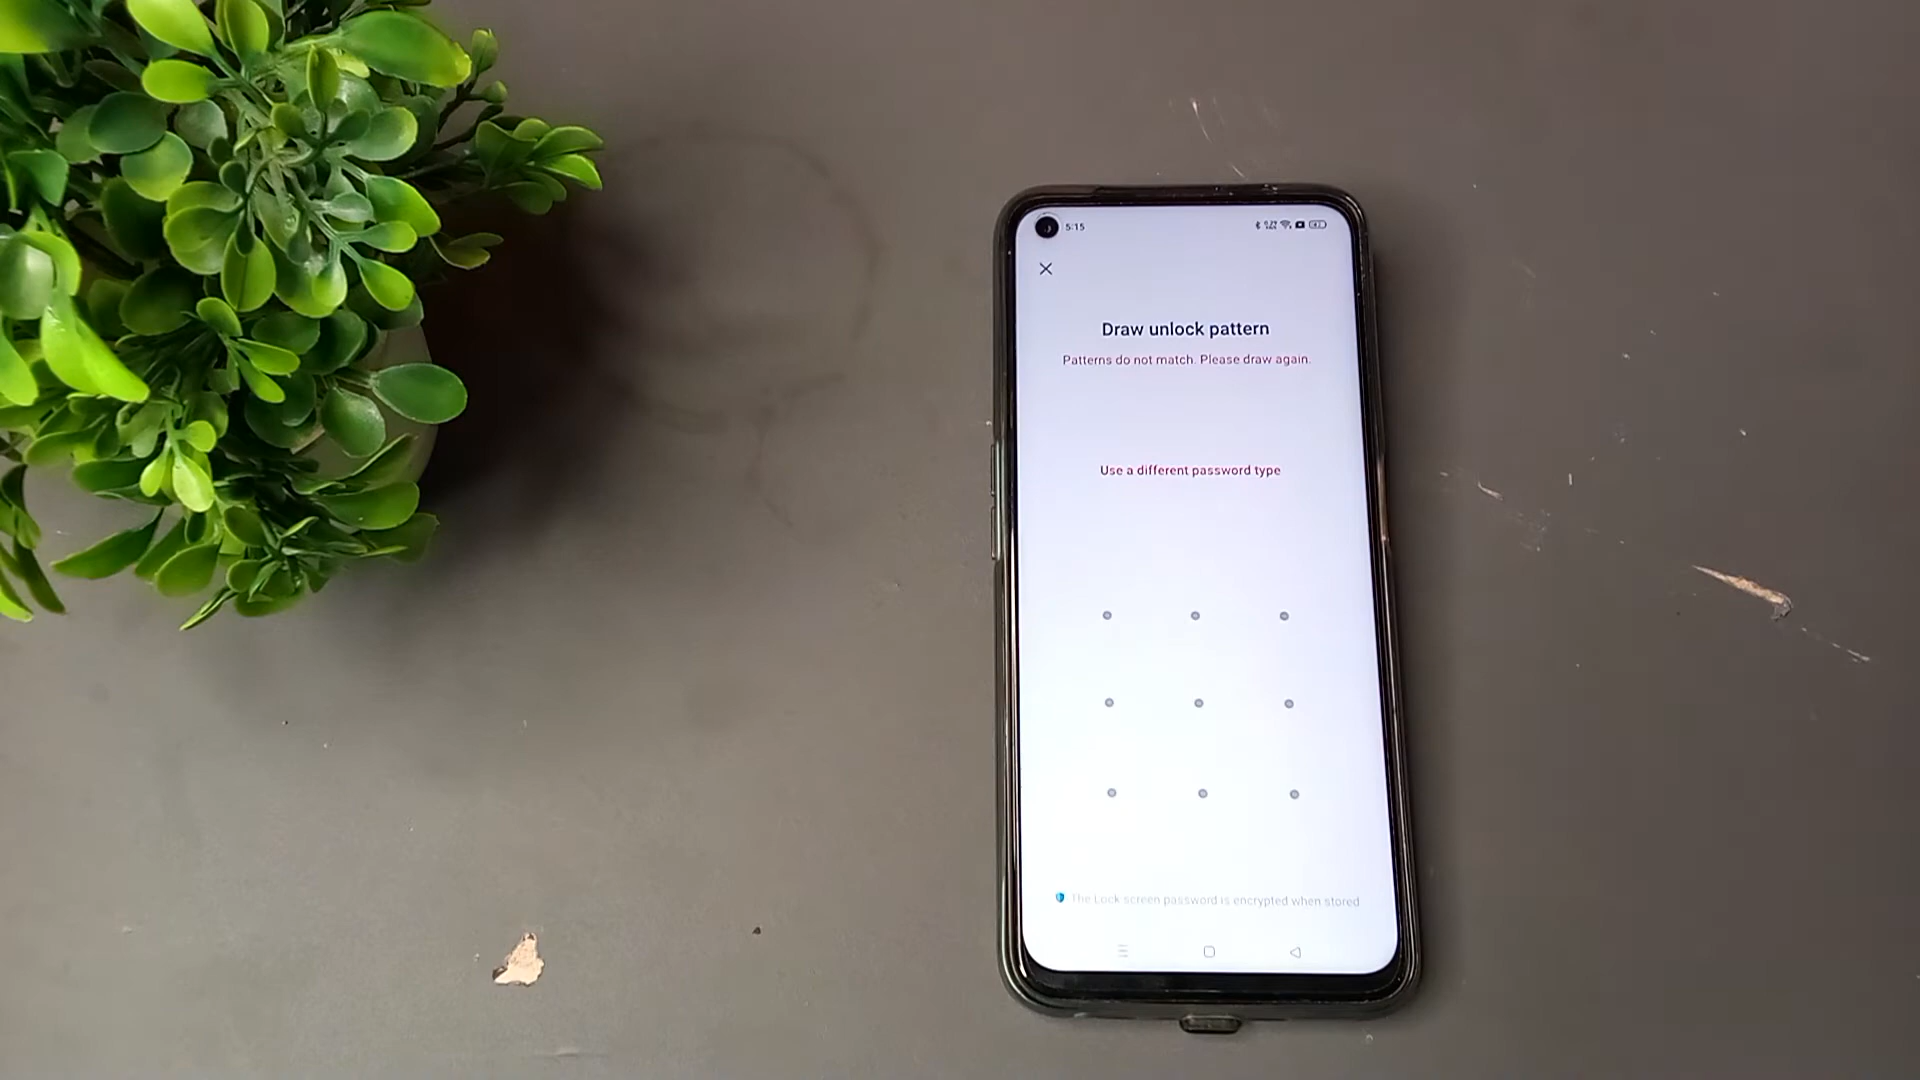 5:15
Draw unlock pattern
Patterns do not match. Please draw again.
Use a different password type
The Lock screen password is encrypted when stored